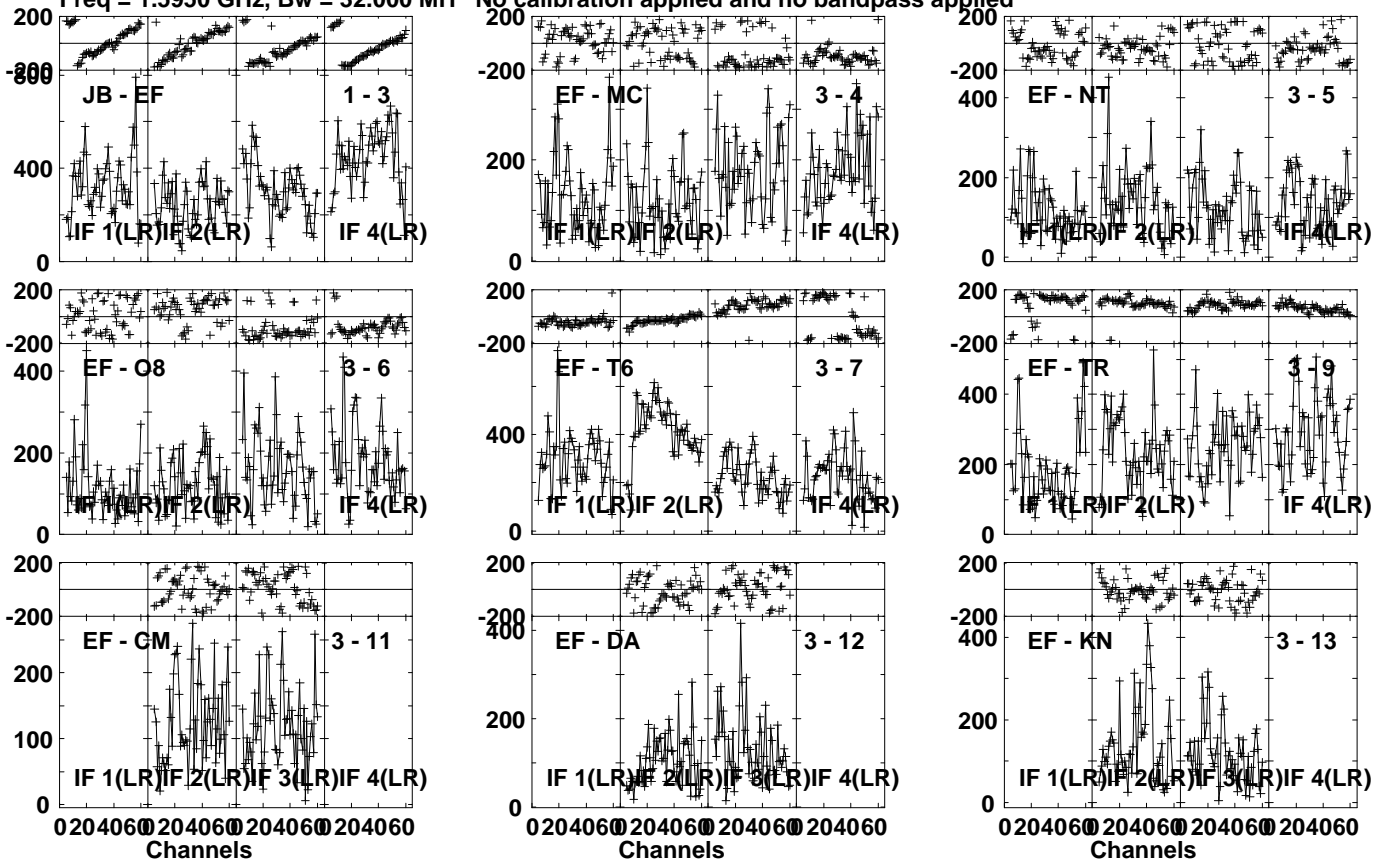 Freq = 1.5950 GHz, Bw = 32.000 MH No calibration applied and no bandpass applied
200
-200
JB - EF
1 - 3
800
400
0
IF 1(LR)
IF 2(LR)
IF 4(LR)
200
-200
EF - MC
3 - 4
200
0
IF 1(LR)
IF 2(LR)
IF 4(LR)
200
-200
EF - NT
3 - 5
400
200
0
IF 1(LR)
IF 2(LR)
IF 4(LR)
200
-200
EF - O8
3 - 6
400
200
0
IF 1(LR)
IF 2(LR)
IF 4(LR)
200
-200
EF - T6
3 - 7
400
0
IF 1(LR)
IF 2(LR)
IF 4(LR)
200
-200
EF - TR
3 - 9
400
200
0
IF 1(LR)
IF 2(LR)
IF 4(LR)
200
-200
EF - CM
3 - 11
200
100
0
IF 1(LR)
IF 2(LR)
IF 3(LR)
IF 4(LR)
0 20 40 60 0 20 40 60 0 20 40 60 0 20 40 60
Channels
200
-200
EF - DA
3 - 12
400
200
0
IF 1(LR)
IF 2(LR)
IF 3(LR)
IF 4(LR)
0 20 40 60 0 20 40 60 0 20 40 60 0 20 40 60
Channels
200
-200
EF - KN
3 - 13
400
200
0
IF 1(LR)
IF 2(LR)
IF 3(LR)
IF 4(LR)
0 20 40 60 0 20 40 60 0 20 40 60 0 20 40 60
Channels